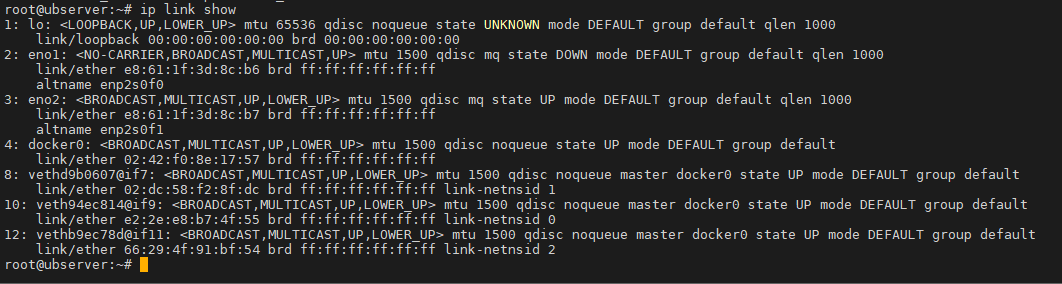 root@ubserver:~# ip link show
1: lo: <LOOPBACK,UP,LOWER_UP> mtu 65536 qdisc noqueue state UNKNOWN mode DEFAULT group default qlen 1000
    link/loopback 00:00:00:00:00:00 brd 00:00:00:00:00:00
2: eno1: <NO-CARRIER,BROADCAST,MULTICAST,UP> mtu 1500 qdisc mq state DOWN mode DEFAULT group default qlen 1000
    link/ether e8:61:1f:3d:8c:b6 brd ff:ff:ff:ff:ff:ff
    altname enp2s0f0
3: eno2: <BROADCAST,MULTICAST,UP,LOWER_UP> mtu 1500 qdisc mq state UP mode DEFAULT group default qlen 1000
    link/ether e8:61:1f:3d:8c:b7 brd ff:ff:ff:ff:ff:ff
    altname enp2s0f1
4: docker0: <BROADCAST,MULTICAST,UP,LOWER_UP> mtu 1500 qdisc noqueue state UP mode DEFAULT group default
    link/ether 02:42:f0:8e:17:57 brd ff:ff:ff:ff:ff:ff
8: vethd9b0607@if7: <BROADCAST,MULTICAST,UP,LOWER_UP> mtu 1500 qdisc noqueue master docker0 state UP mode DEFAULT group default
    link/ether 02:dc:58:f2:8f:dc brd ff:ff:ff:ff:ff:ff link-netnsid 1
10: veth94ec814@if9: <BROADCAST,MULTICAST,UP,LOWER_UP> mtu 1500 qdisc noqueue master docker0 state UP mode DEFAULT group default
    link/ether e2:2e:e8:b7:4f:55 brd ff:ff:ff:ff:ff:ff link-netnsid 0
12: vethb9ec78d@if11: <BROADCAST,MULTICAST,UP,LOWER_UP> mtu 1500 qdisc noqueue master docker0 state UP mode DEFAULT group default
    link/ether 66:29:4f:91:bf:54 brd ff:ff:ff:ff:ff:ff link-netnsid 2
root@ubserver:~#